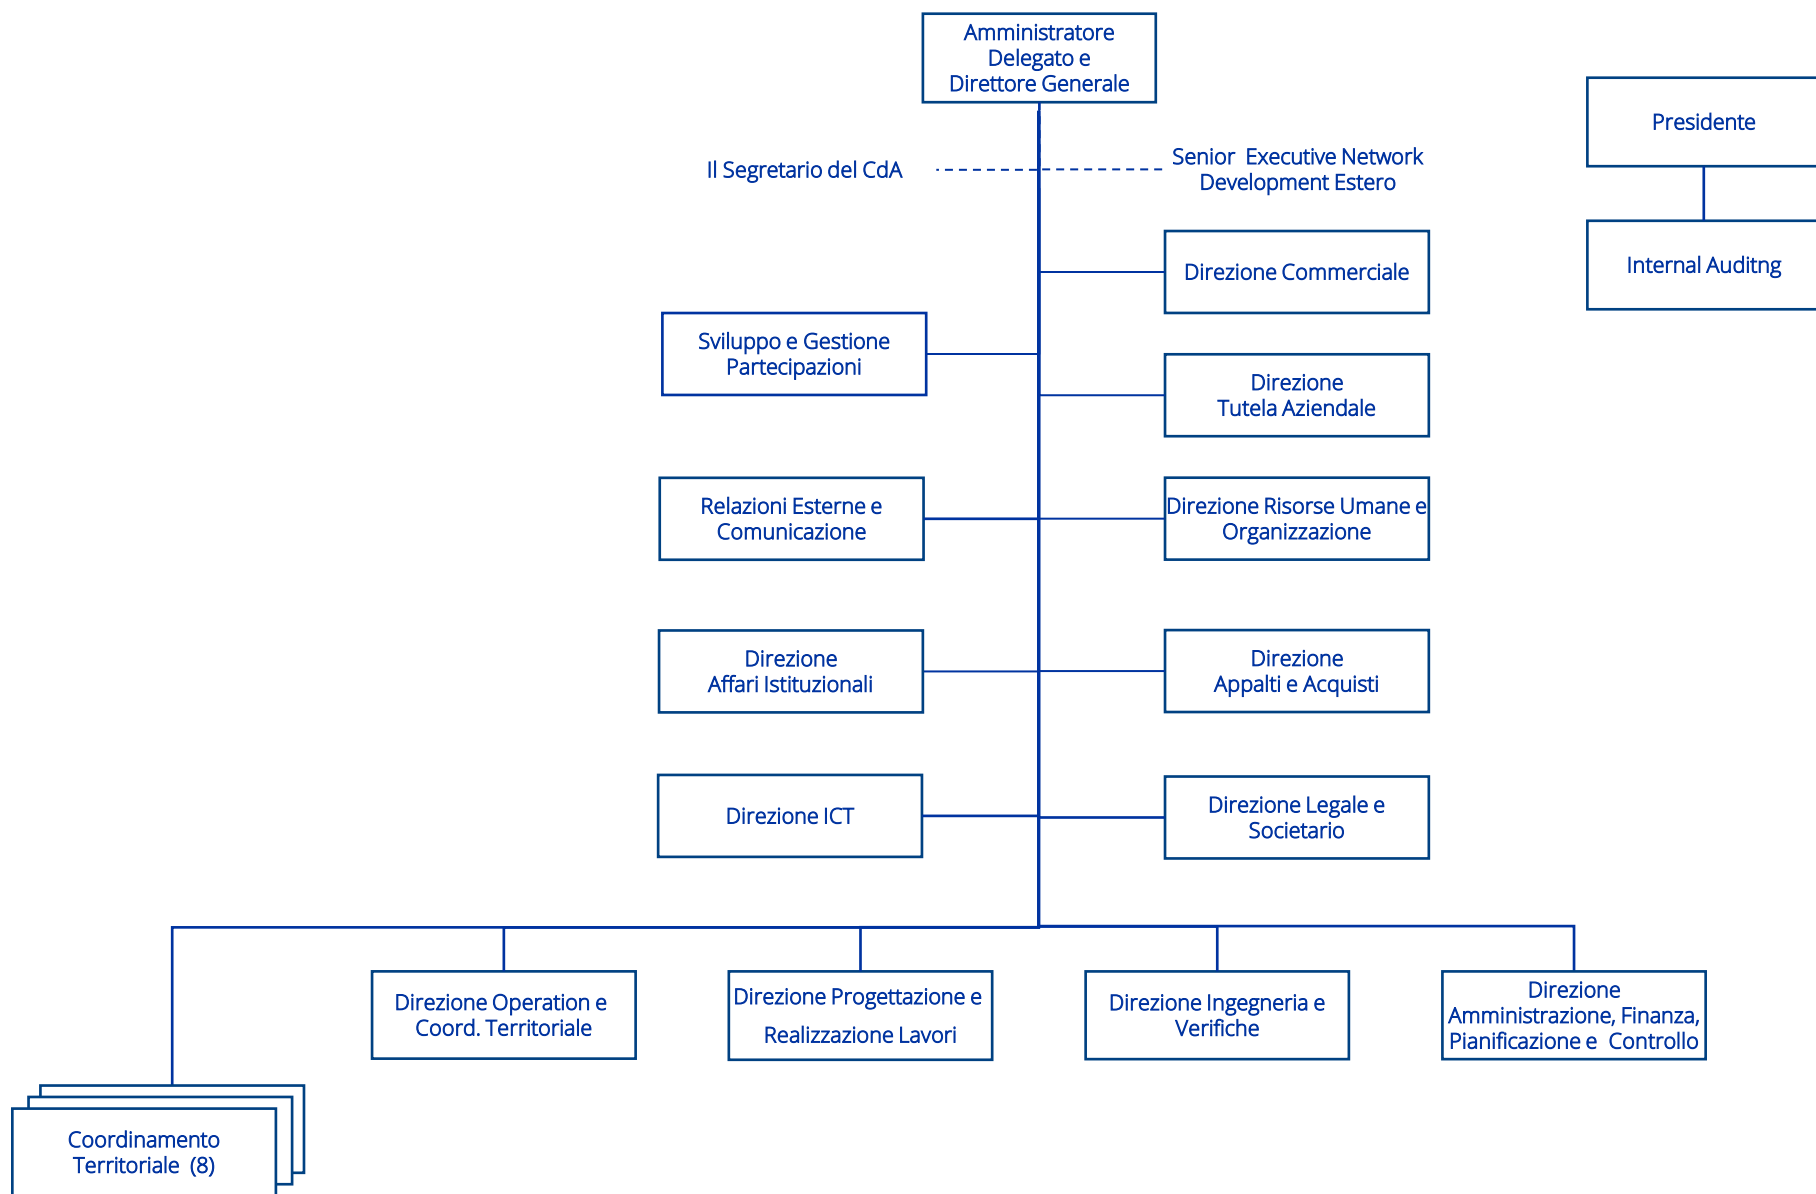 Amministratore
Delegato e
Direttore Generale
Presidente
Il Segretario del CdA
Senior Executive Network
Development Estero
Direzione Commerciale
Internal Auditng
Sviluppo e Gestione
Partecipazioni
Direzione
Tutela Aziendale
Relazioni Esterne e
Comunicazione
Direzione Risorse Umane e
Organizzazione
Direzione
Affari Istituzionali
Direzione
Appalti e Acquisti
Direzione ICT
Direzione Legale e
Societario
Direzione Operation e
Coord. Territoriale
Direzione Progettazione e
Realizzazione Lavori
Direzione Ingegneria e
Verifiche
Direzione
Amministrazione, Finanza,
Pianificazione e Controllo
Coordinamento
Territoriale (8)